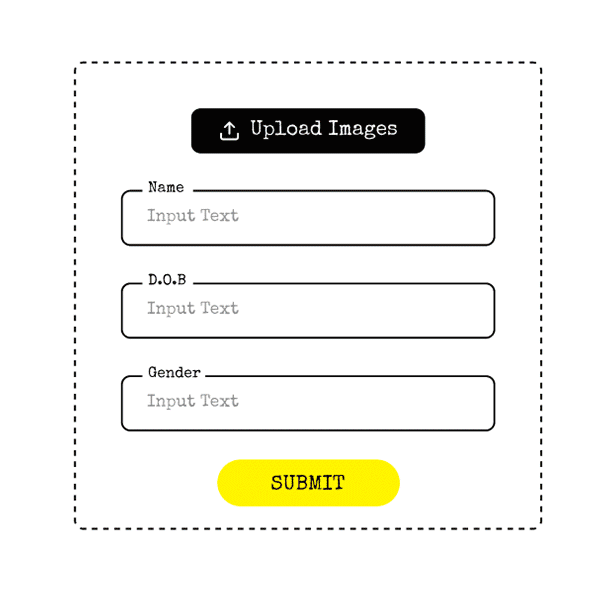 Upload Images
Name
Input Text
D.O.B
Input Text
Gender
Input Text
SUBMIT